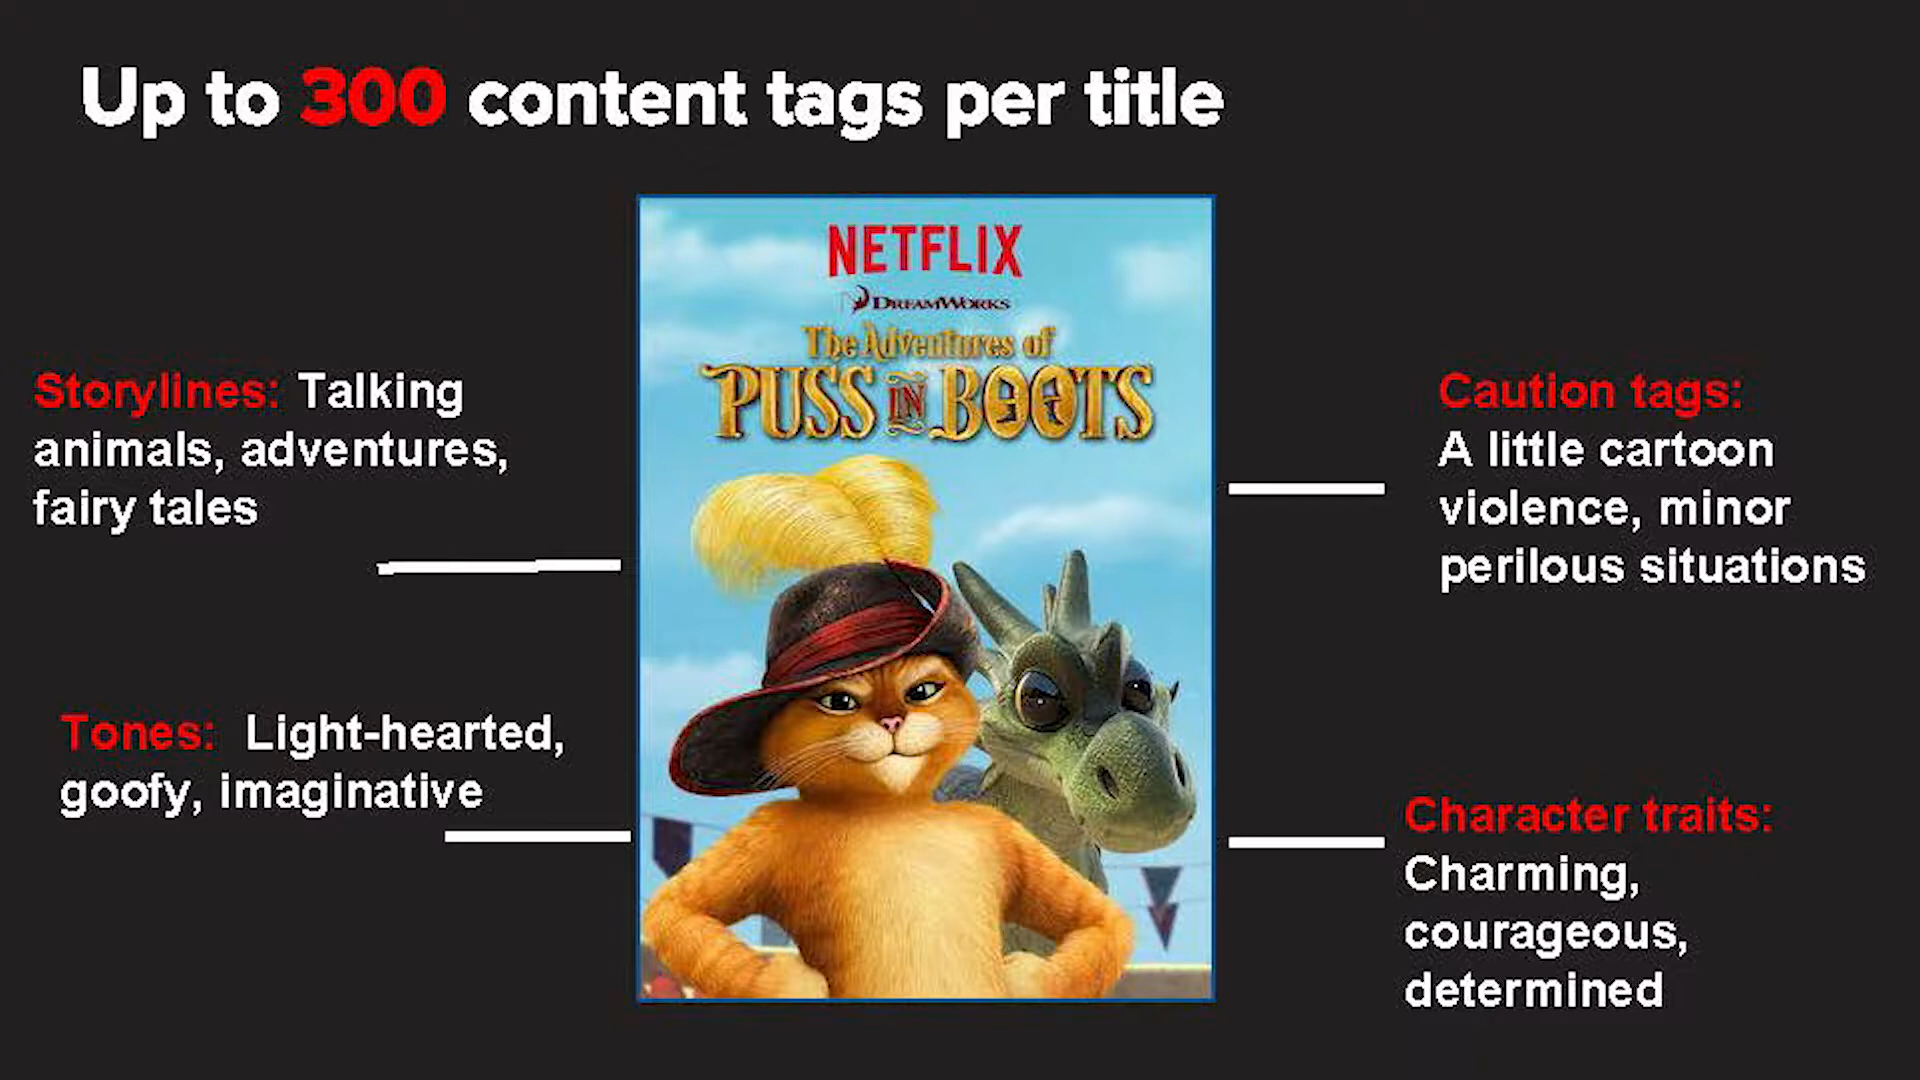 Up to 300 content tags per title
NETFLIX
DREAMWORKS
The Adventures of
PUSS IN BOOTS
Storylines: Talking
animals, adventures,
fairy tales
Tones: Light-hearted,
goofy, imaginative
Caution tags:
A little cartoon
violence, minor
perilous situations
Character traits:
Charming,
courageous,
determined